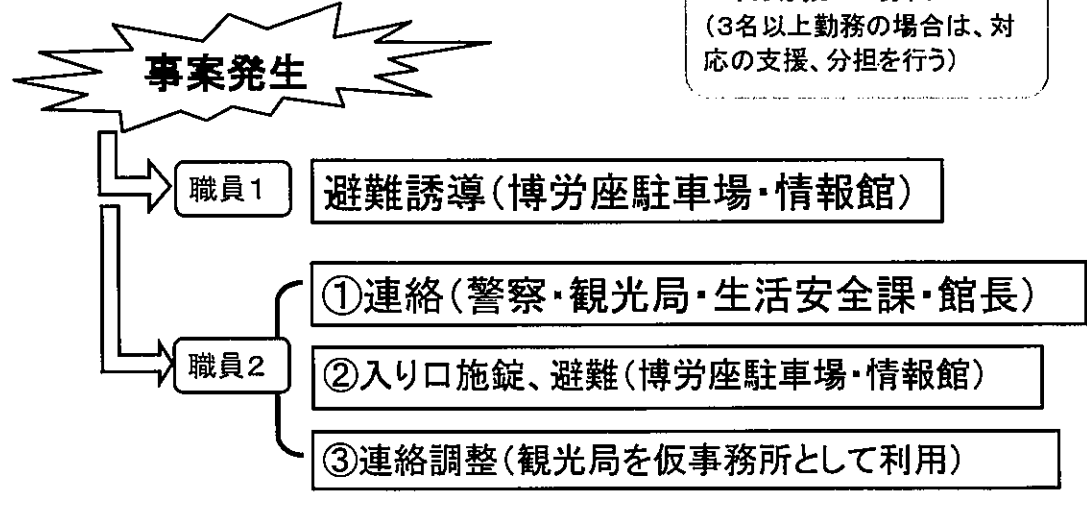 (3名以上勤務の場合は、対
応の支援、分担を行う)
事案発生
職員1
避難誘導(博労座駐車場・情報館)
①連絡(警察・観光局・生活安全課・館長)
職員2
②入り口施錠、避難(博労座駐車場・情報館)
③連絡調整(観光局を仮事務所として利用)